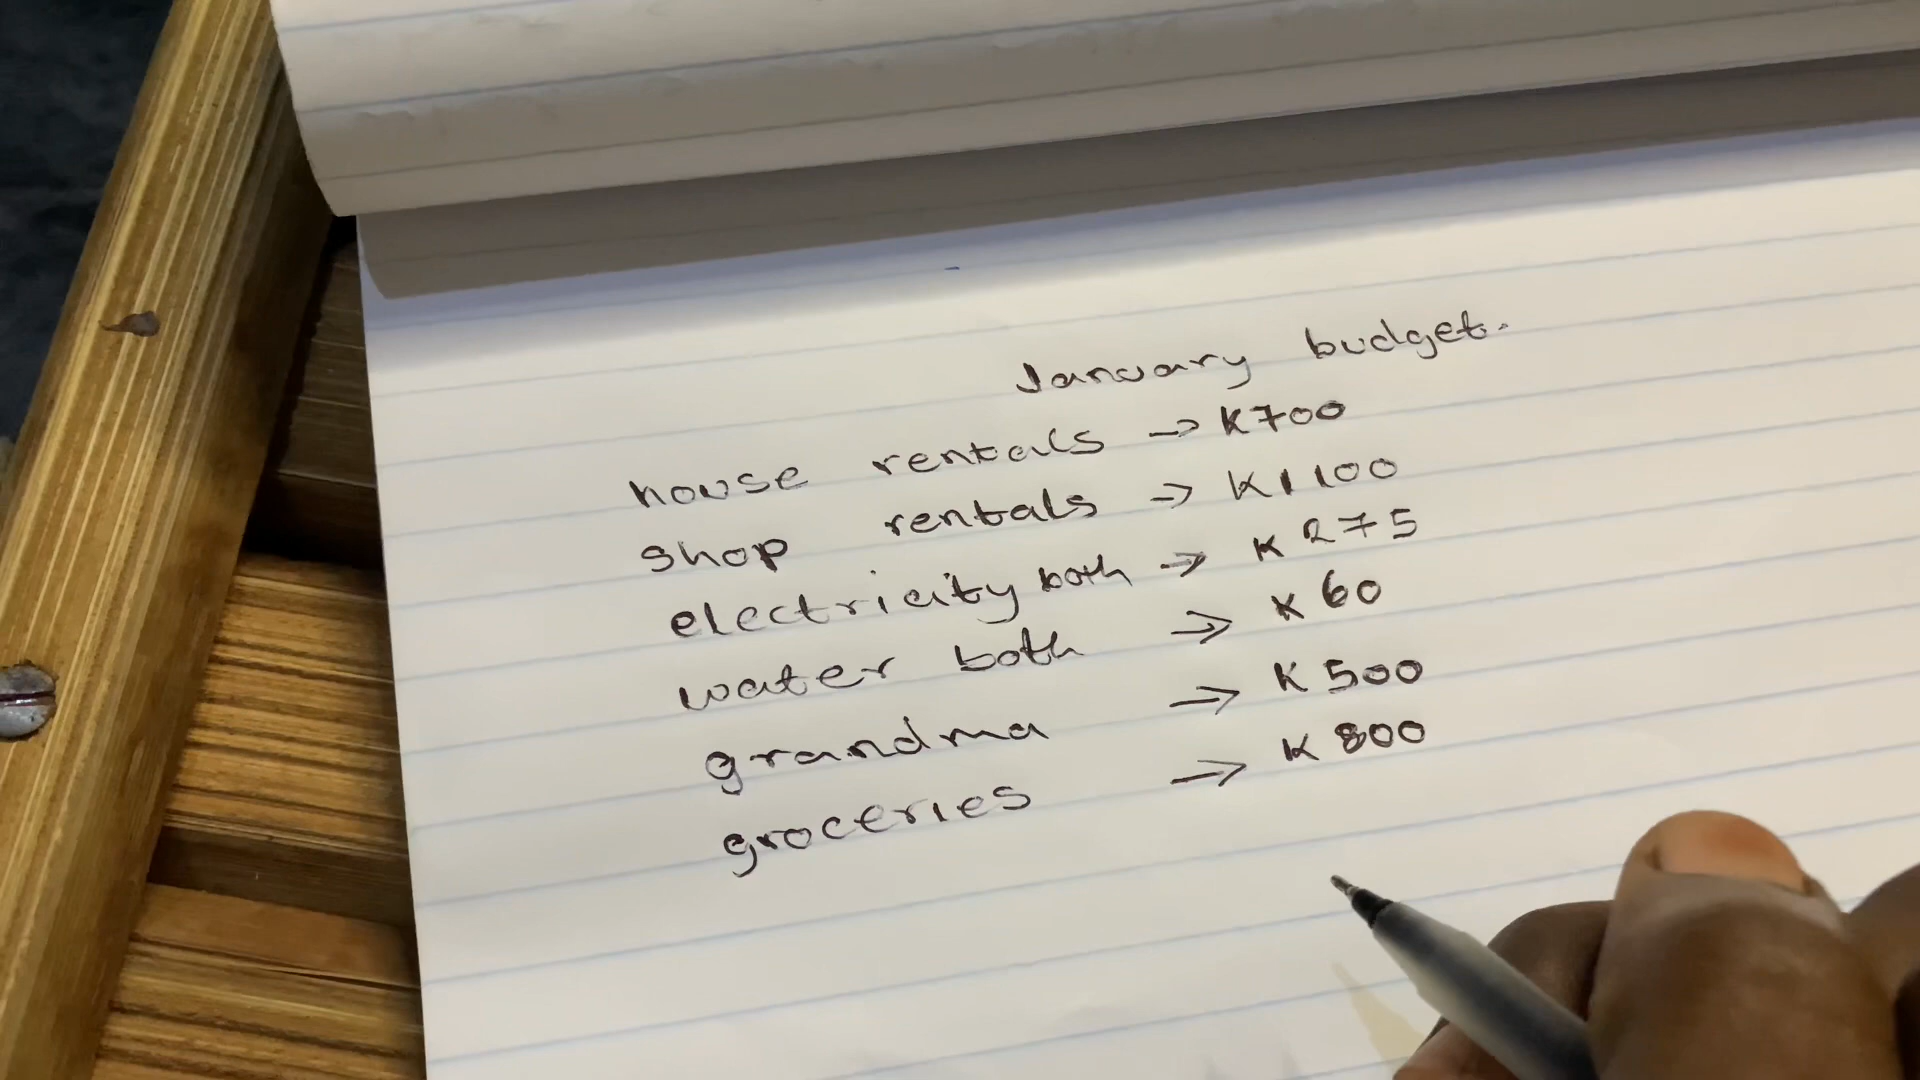 January budget.
house rentals → K700
shop rentals → K1100
electricity both → K275
water both → K60
grandma → K500
groceries → K800